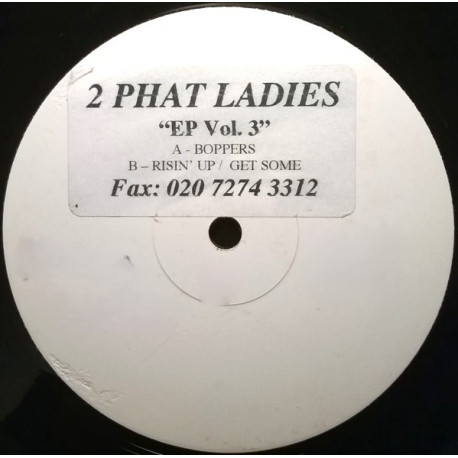 2 PHAT LADIES
“EP Vol. 3”
A - BOPPERS
B – RISIN’ UP / GET SOME
Fax: 020 7274 3312